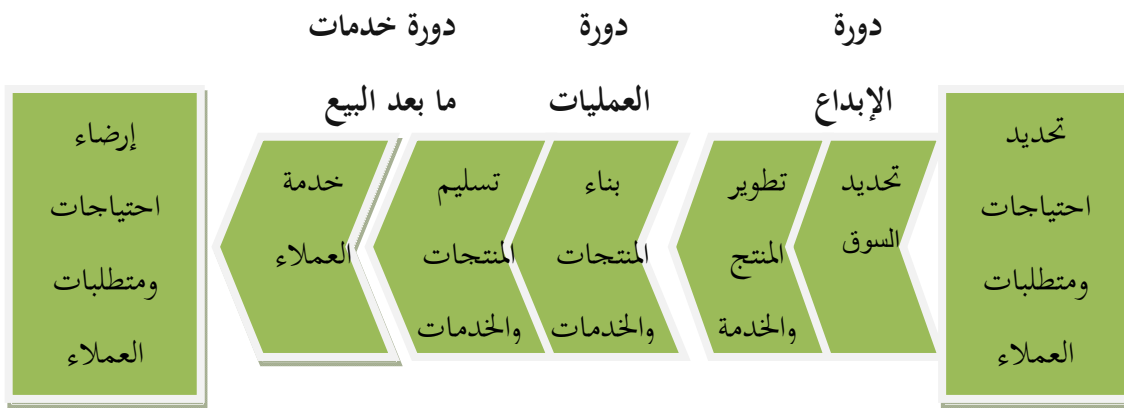 دورة
الإبداع
دورة
العمليات
دورة خدمات
ما بعد البيع
تحديد
احتياجات
ومتطلبات
العملاء
تحديد
السوق
تطوير
المنتج
والخدمة
بناء
المنتجات
والخدمات
تسليم
المنتجات
والخدمات
خدمة
العملاء
إرضاء
احتياجات
ومتطلبات
العملاء